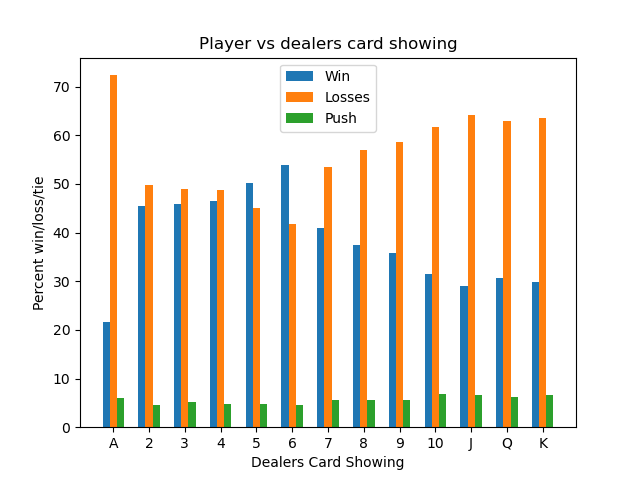 Player vs dealers card showing
Win
Losses
Push
Percent win/loss/tie
70
60
50
40
30
20
10
0
A 2 3 4 5 6 7 8 9 10 J Q K
Dealers Card Showing